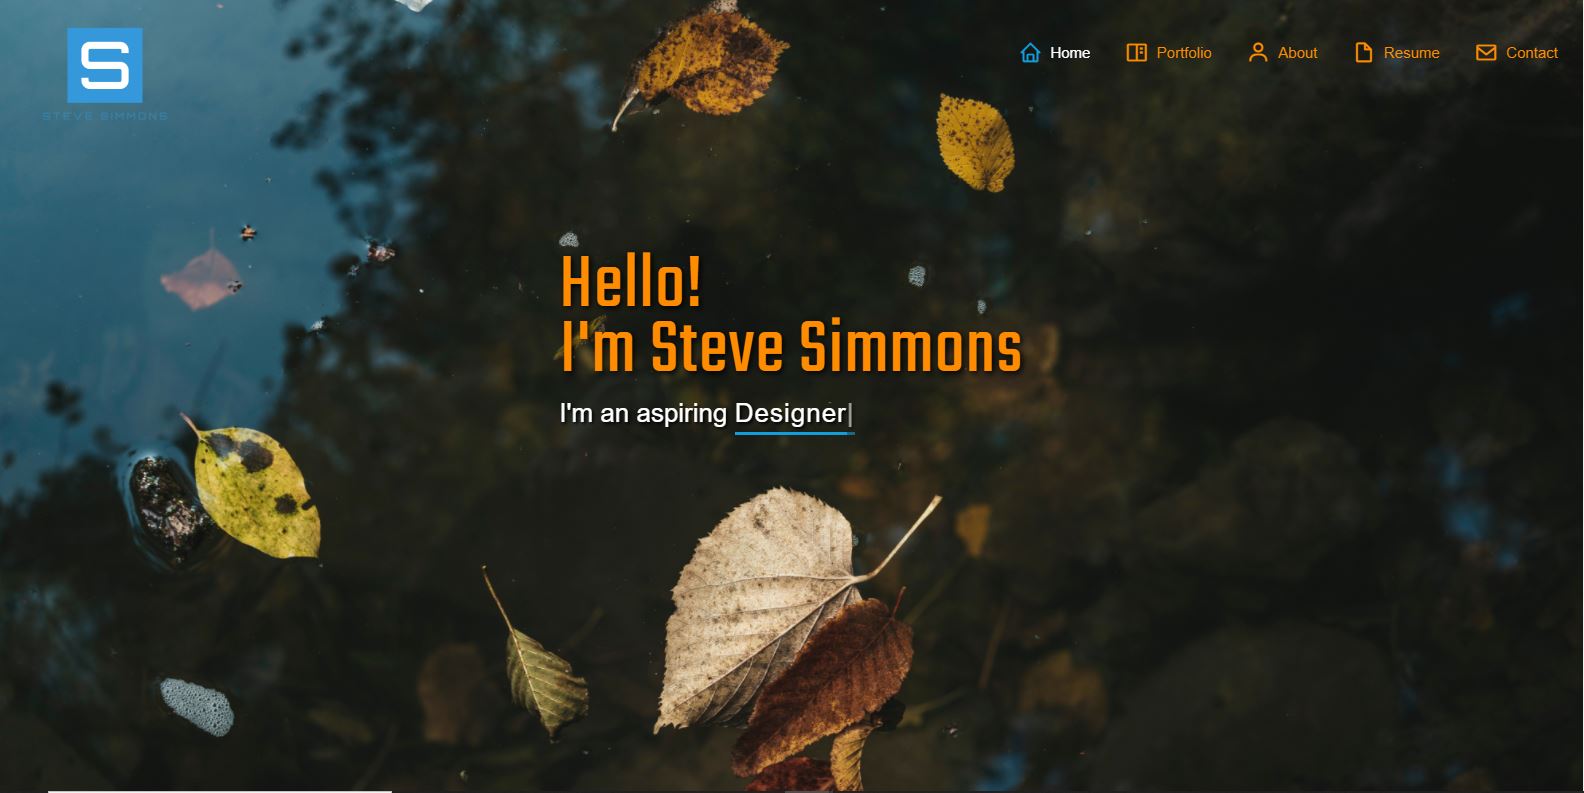 S
STEVE SIMMONS
Home Portfolio About Resume Contact
Hello!
I'm Steve Simmons
I'm an aspiring Designer|